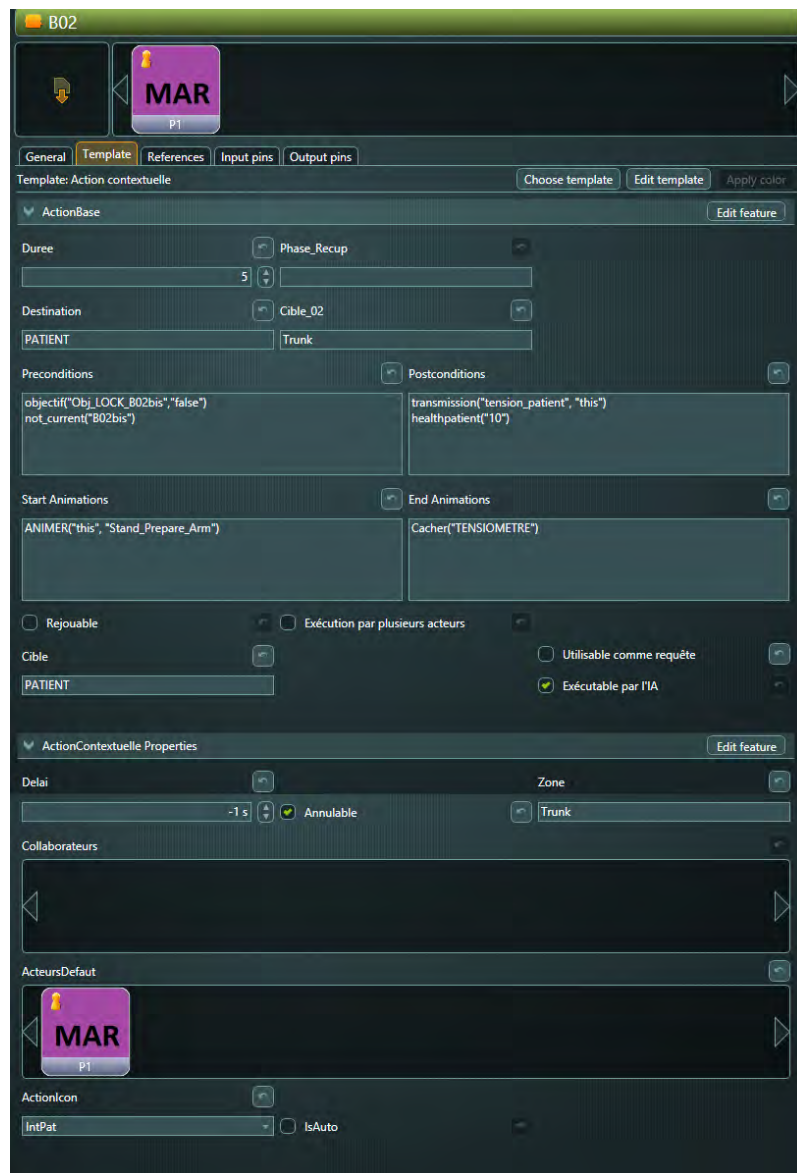 B02
MAR
P1
General Template References Input pins Output pins
Template: Action contextuelle Choose template Edit template Apply color
ActionBase Edit feature
Duree Phase_Recup
5
Destination Cible_02
PATIENT Trunk
Preconditions Postconditions
objectif("Obj_LOCK_B02bis","false") transmission("tension_patient", "this")
not_current("B02bis") healthpatient("10")
Start Animations End Animations
ANIMER("this", "Stand_Prepare_Arm") Cacher("TENSIOMETRE")
Rejouable Exécution par plusieurs acteurs
Cible Utilisable comme requête
PATIENT Exécutable par l'IA
ActionContextuelle Properties Edit feature
Delai Zone
-1 s Annulable Trunk
Collaborateurs
ActeursDefaut
MAR
P1
ActionIcon
IntPat IsAuto